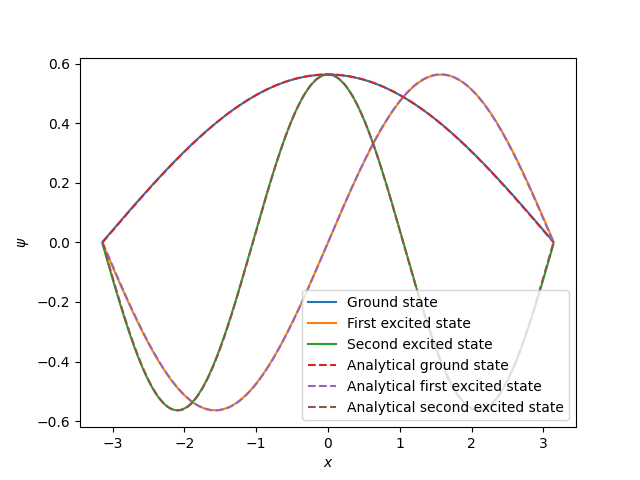 0.6
0.4
0.2
0.0
−0.2
−0.4
−0.6
ψ
−3
−2
−1
0
1
2
3
x
Ground state
First excited state
Second excited state
Analytical ground state
Analytical first excited state
Analytical second excited state